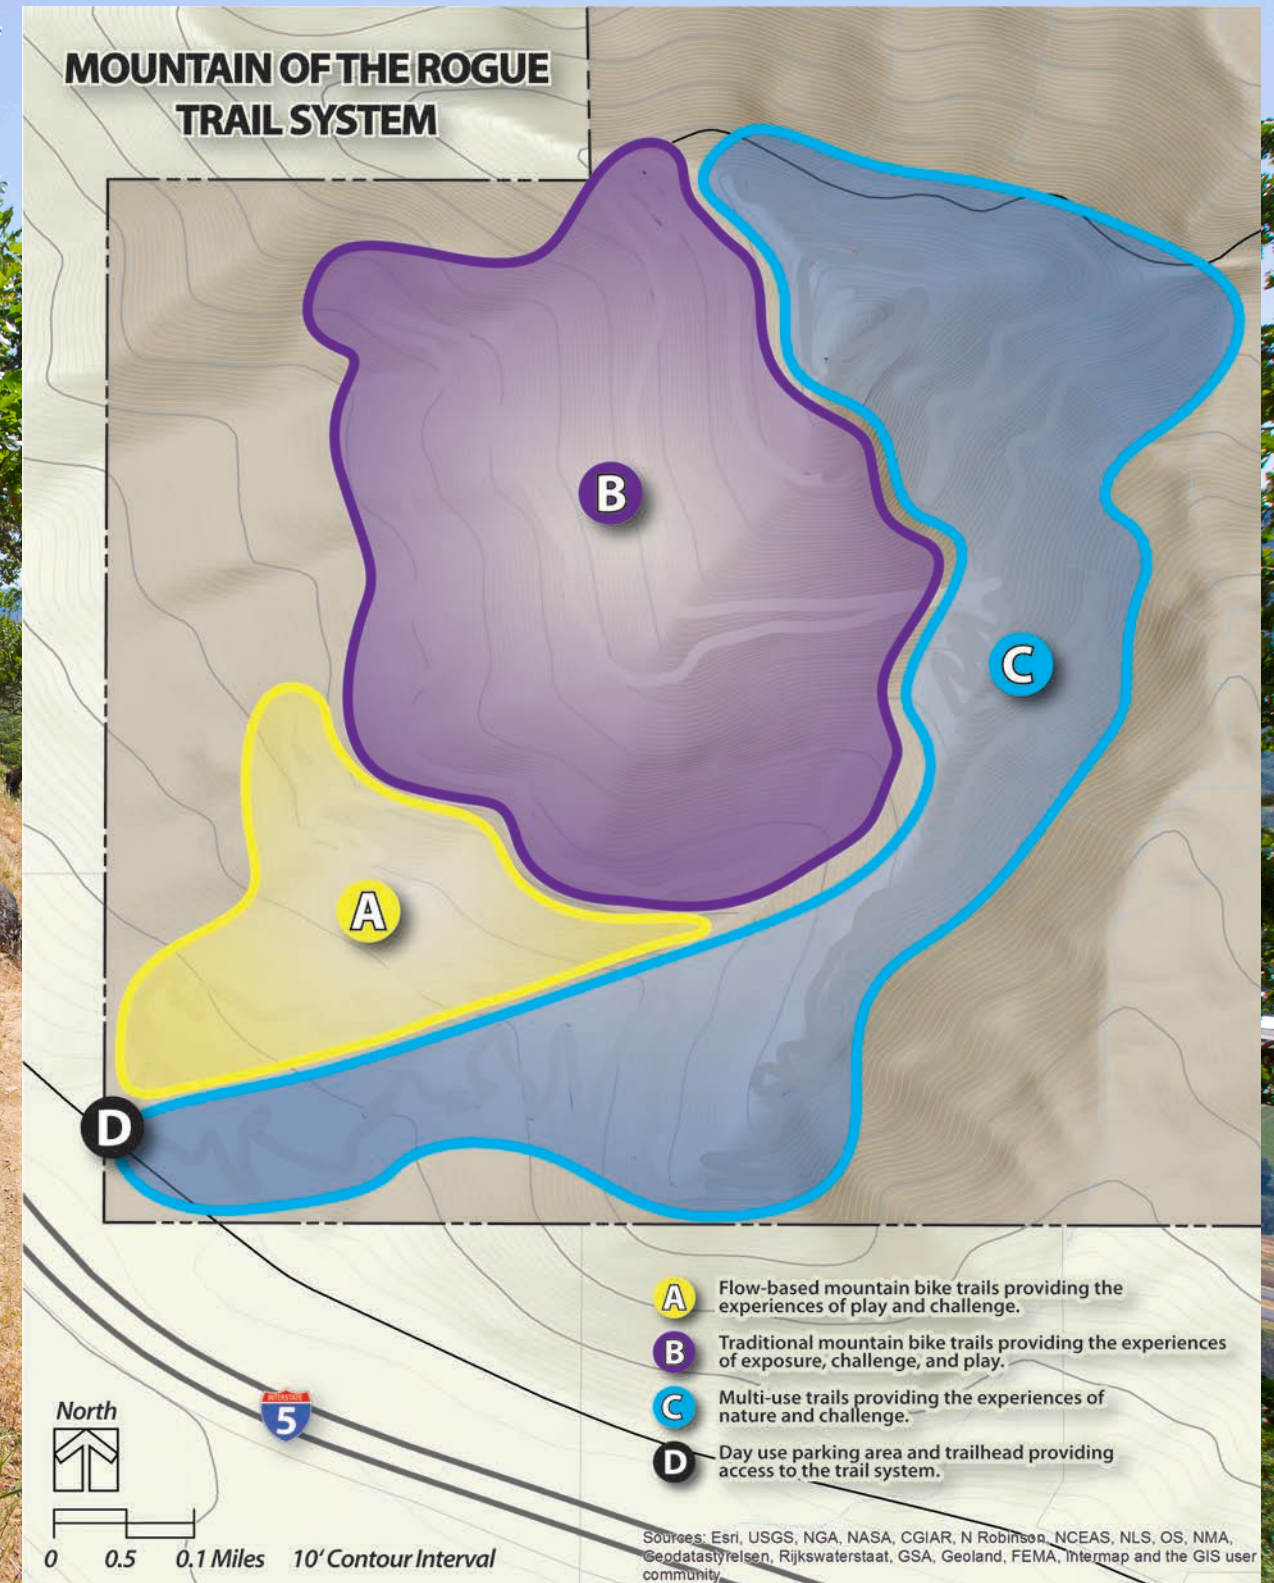 MOUNTAIN OF THE ROGUE
TRAIL SYSTEM
B
C
A
D
A Flow-based mountain bike trails providing the
experiences of play and challenge.
B Traditional mountain bike trails providing the experiences
of exposure, challenge, and play.
C Multi-use trails providing the experiences of
nature and challenge.
D Day use parking area and trailhead providing
access to the trail system.
INTERSTATE
5
North
0 0.5 0.1 Miles 10' Contour Interval
Sources: Esri, USGS, NGA, NASA, CGIAR, N Robinson, NCEAS, NLS, OS, NMA,
Geodatastyrelsen, Rijkswaterstaat, GSA, Geoland, FEMA, Intermap and the GIS user
community